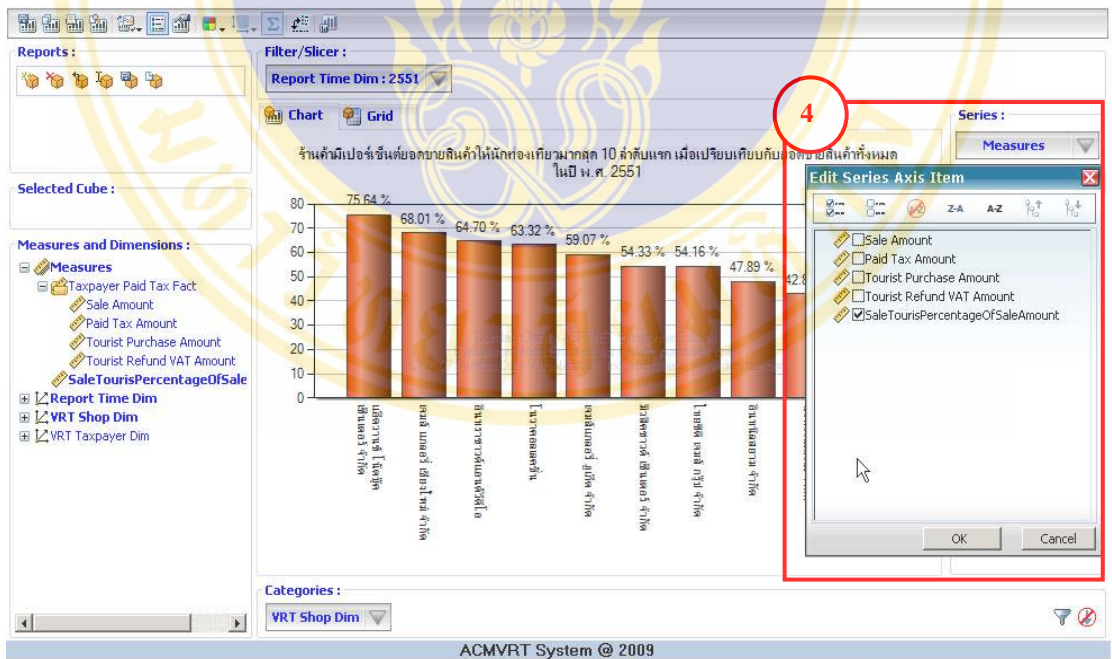 Reports :
Filter/Slicer :
Report Time Dim : 2551
Chart
Grid
4
Series :
Measures
ร้านค้ามีเปอร์เซ็นต์ยอดขายสินค้าให้นักท่องเที่ยวมากสุด 10 ลำดับแรก เมื่อเปรียบเทียบกับยอดขายสินค้าทั้งหมด
ในปี พ.ศ. 2551
Selected Cube :
Measures and Dimensions :
Measures
Taxpayer Paid Tax Fact
Sale Amount
Paid Tax Amount
Tourist Purchase Amount
Tourist Refund VAT Amount
SaleTourisPercentageOfSale
Report Time Dim
VRT Shop Dim
VRT Taxpayer Dim
80
70
60
50
40
30
20
10
0
75.64 %
68.01 %
64.70 %
63.32 %
59.07 %
54.33 %
54.16 %
47.89 %
42.8
Edit Series Axis Item
Z-A
A-Z
Sale Amount
Paid Tax Amount
Tourist Purchase Amount
Tourist Refund VAT Amount
SaleTourisPercentageOfSaleAmount
OK
Cancel
Categories :
VRT Shop Dim
ACMVRT System @ 2009